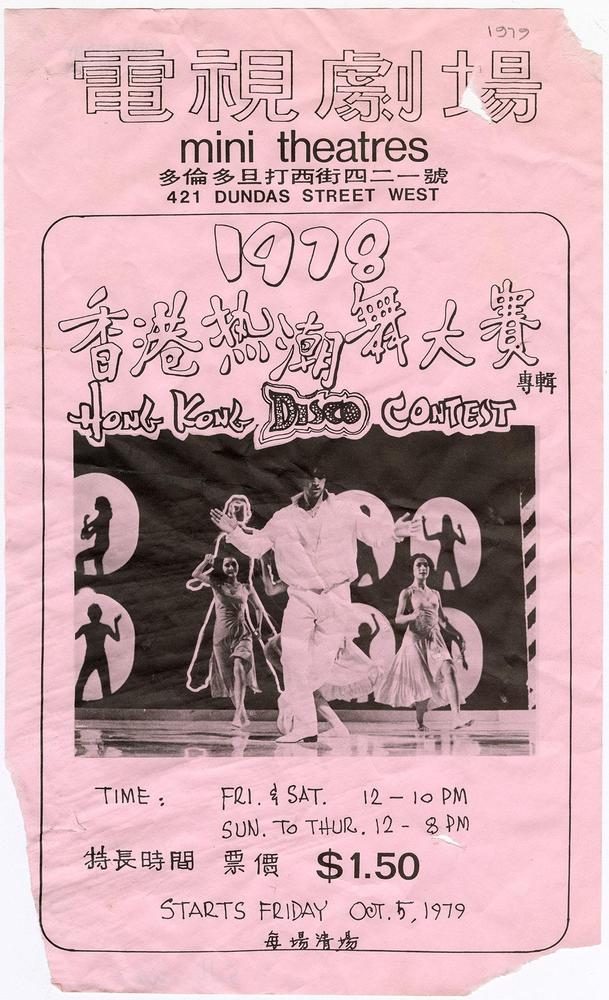 1979
電視劇場
mini theatres
多倫多旦打西街四二一號
421 DUNDAS STREET WEST
1978
香港热潮舞大賽
專輯
HONG KONG DISCO CONTEST
TIME : FRI. & SAT. 12 - 10 PM
SUN. TO THUR. 12 - 8 PM
特長時間 票價 $1.50
STARTS FRIDAY OCT. 5, 1979
每場清場